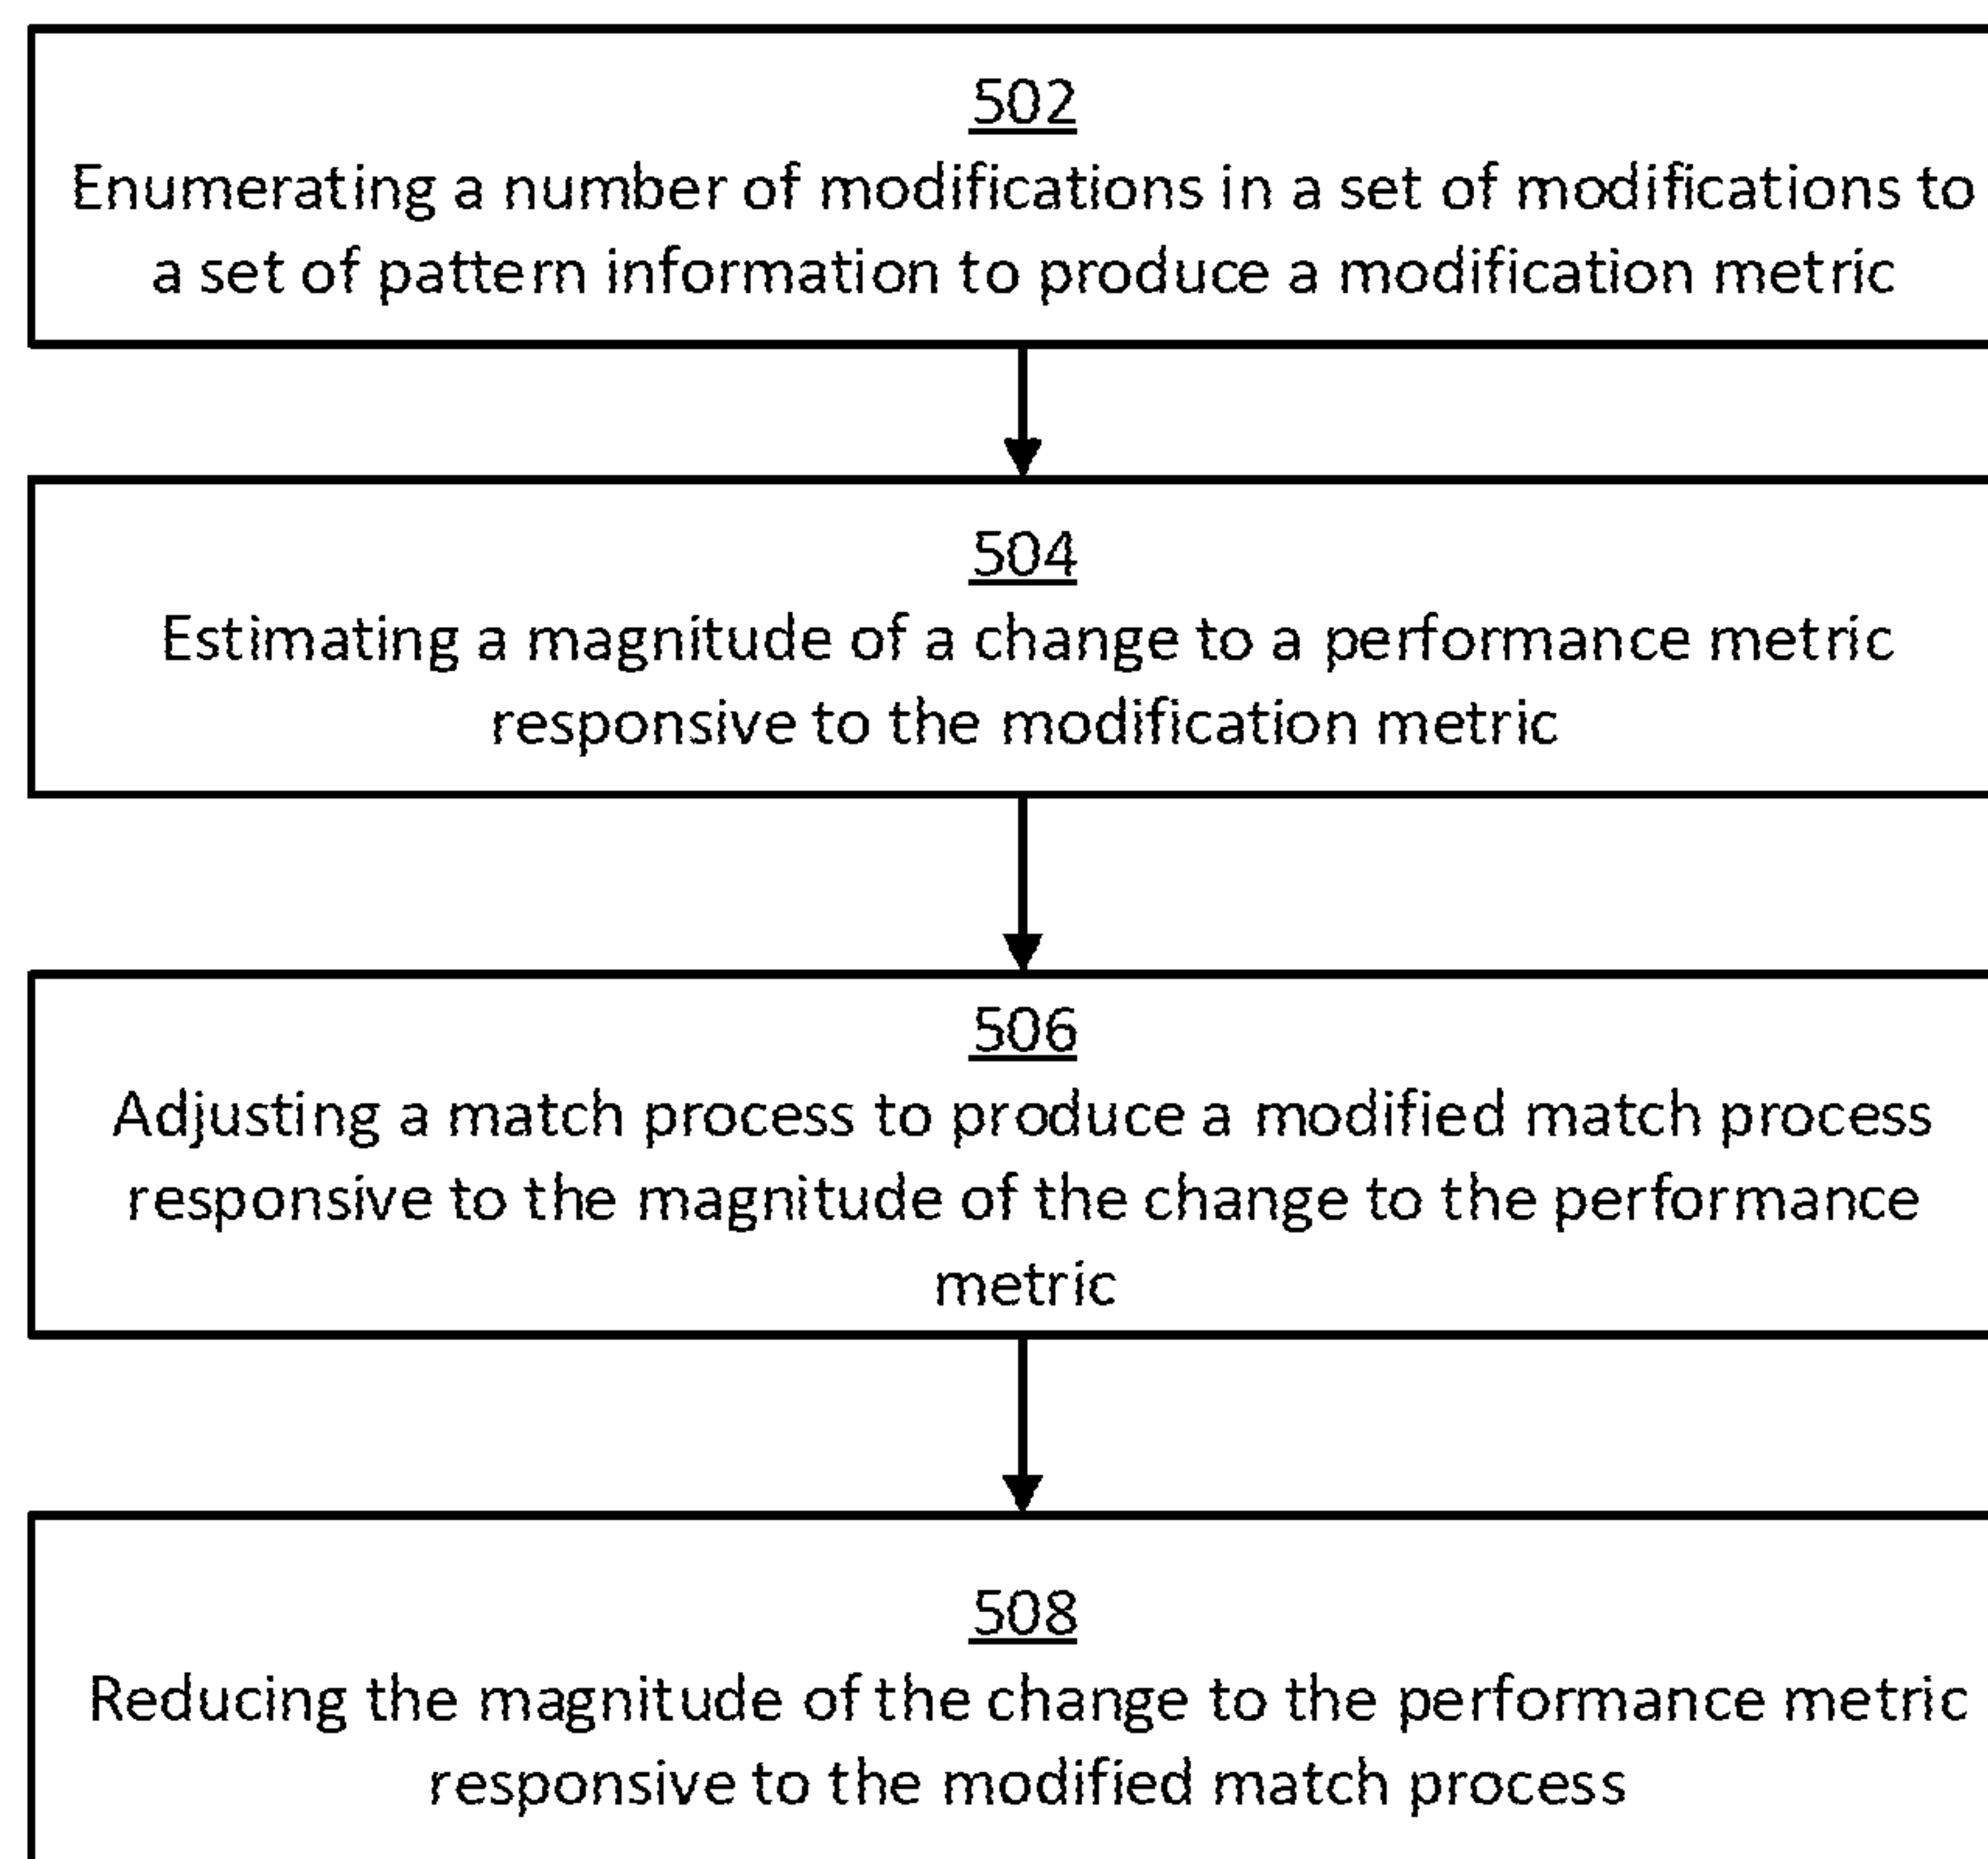 502
Enumerating a number of modifications in a set of modifications to
a set of pattern information to produce a modification metric
504
Estimating a magnitude of a change to a performance metric
responsive to the modification metric
506
Adjusting a match process to produce a modified match process
responsive to the magnitude of the change to the performance
metric
508
Reducing the magnitude of the change to the performance metric
responsive to the modified match process